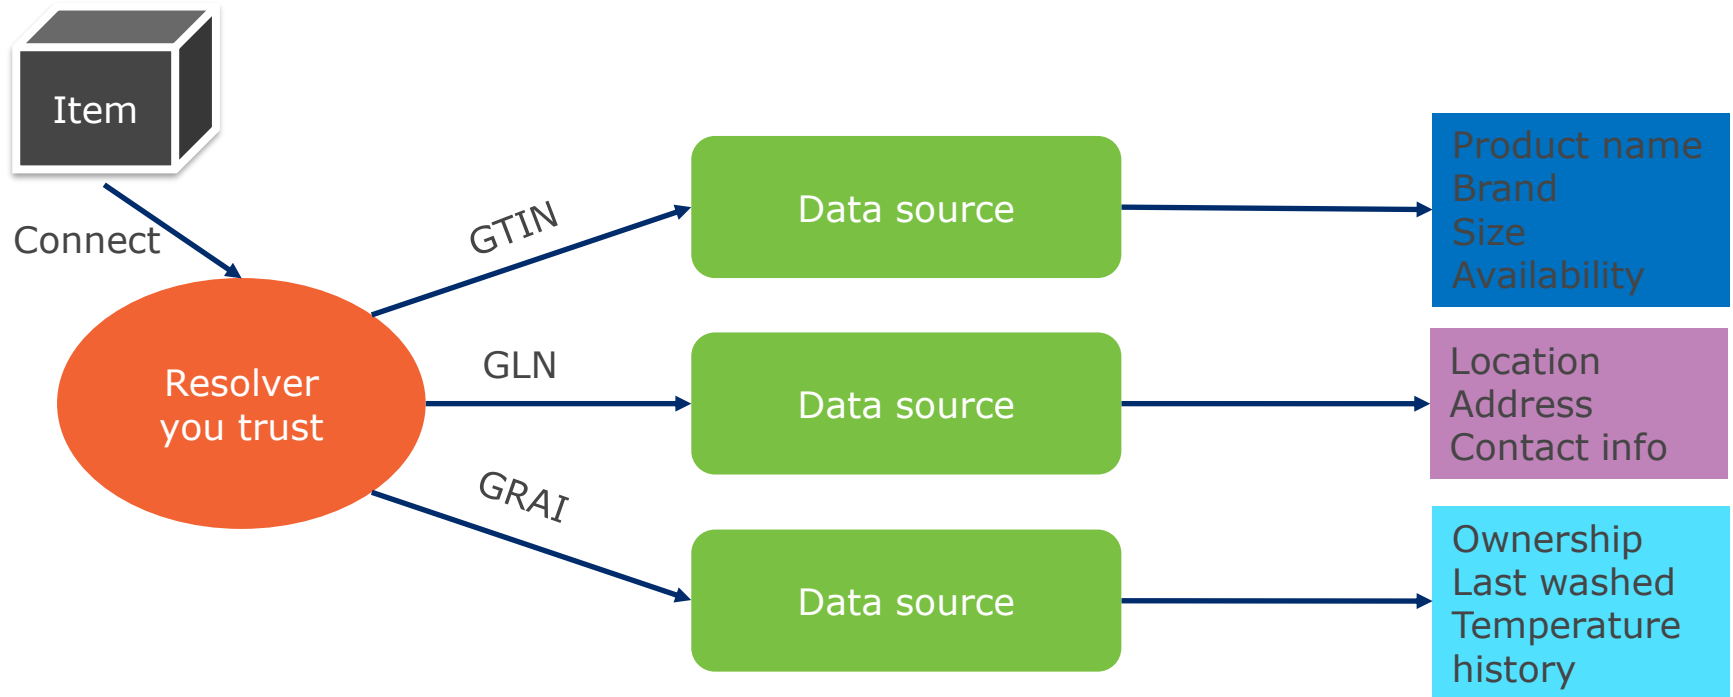 Item
Connect
Resolver
you trust
GTIN
Data source
Product name
Brand
Size
Availability
GLN
Data source
Location
Address
Contact info
GRAI
Data source
Ownership
Last washed
Temperature
history